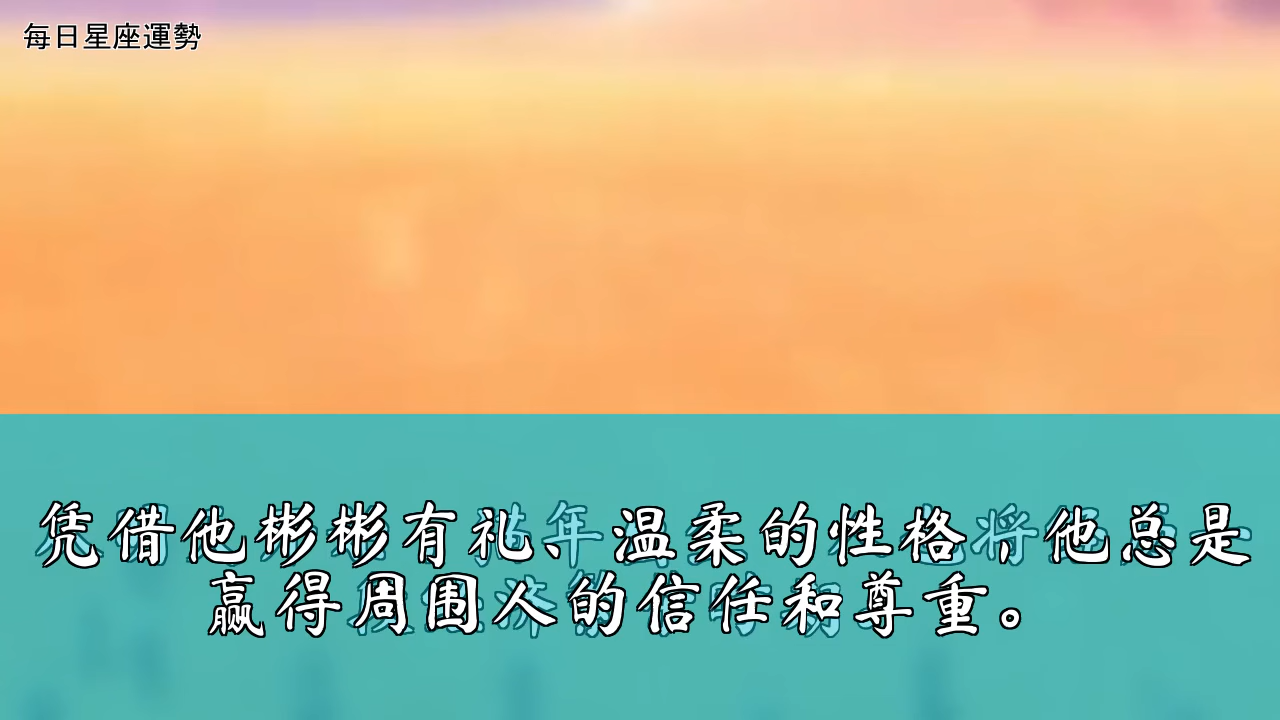 每日星座運勢
凭借他彬彬有礼、温柔的性格，他总是
赢得周围人的信任和尊重。